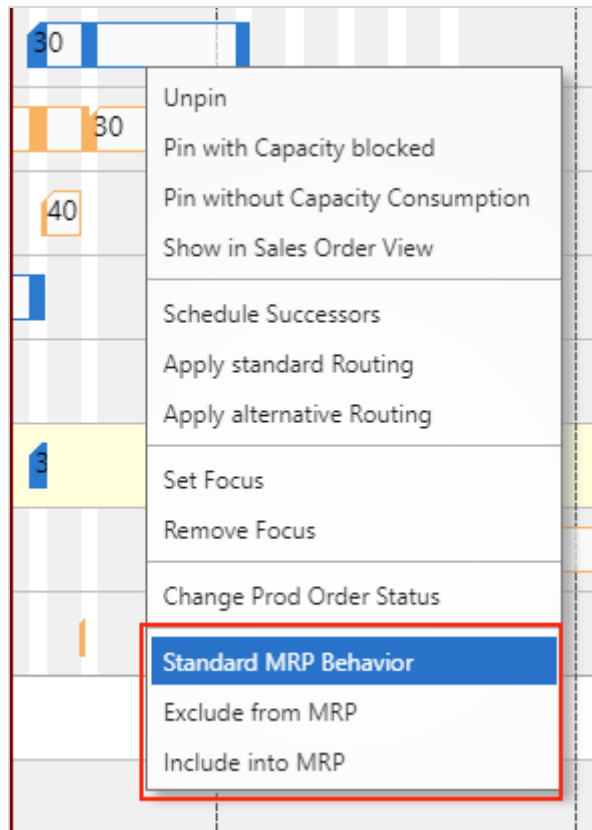 30
Unpin
30
Pin with Capacity blocked
Pin without Capacity Consumption
40
Show in Sales Order View
Schedule Successors
Apply standard Routing
Apply alternative Routing
3
Set Focus
Remove Focus
Change Prod Order Status
Standard MRP Behavior
Exclude from MRP
Include into MRP